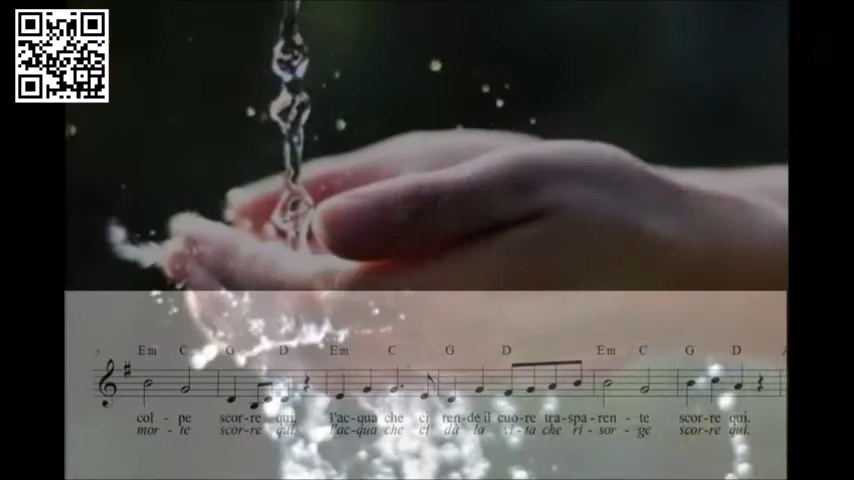 Em C G D Em C G D Em C G D
col - pe scor-re qui, l'ac-qua che ci ren-de il cuo-re tra-spa-ren - te scor-re qui.
mor - te scor-re qui. l'ac-qua che ci dà la che ri - sor - ge scor-re qui.